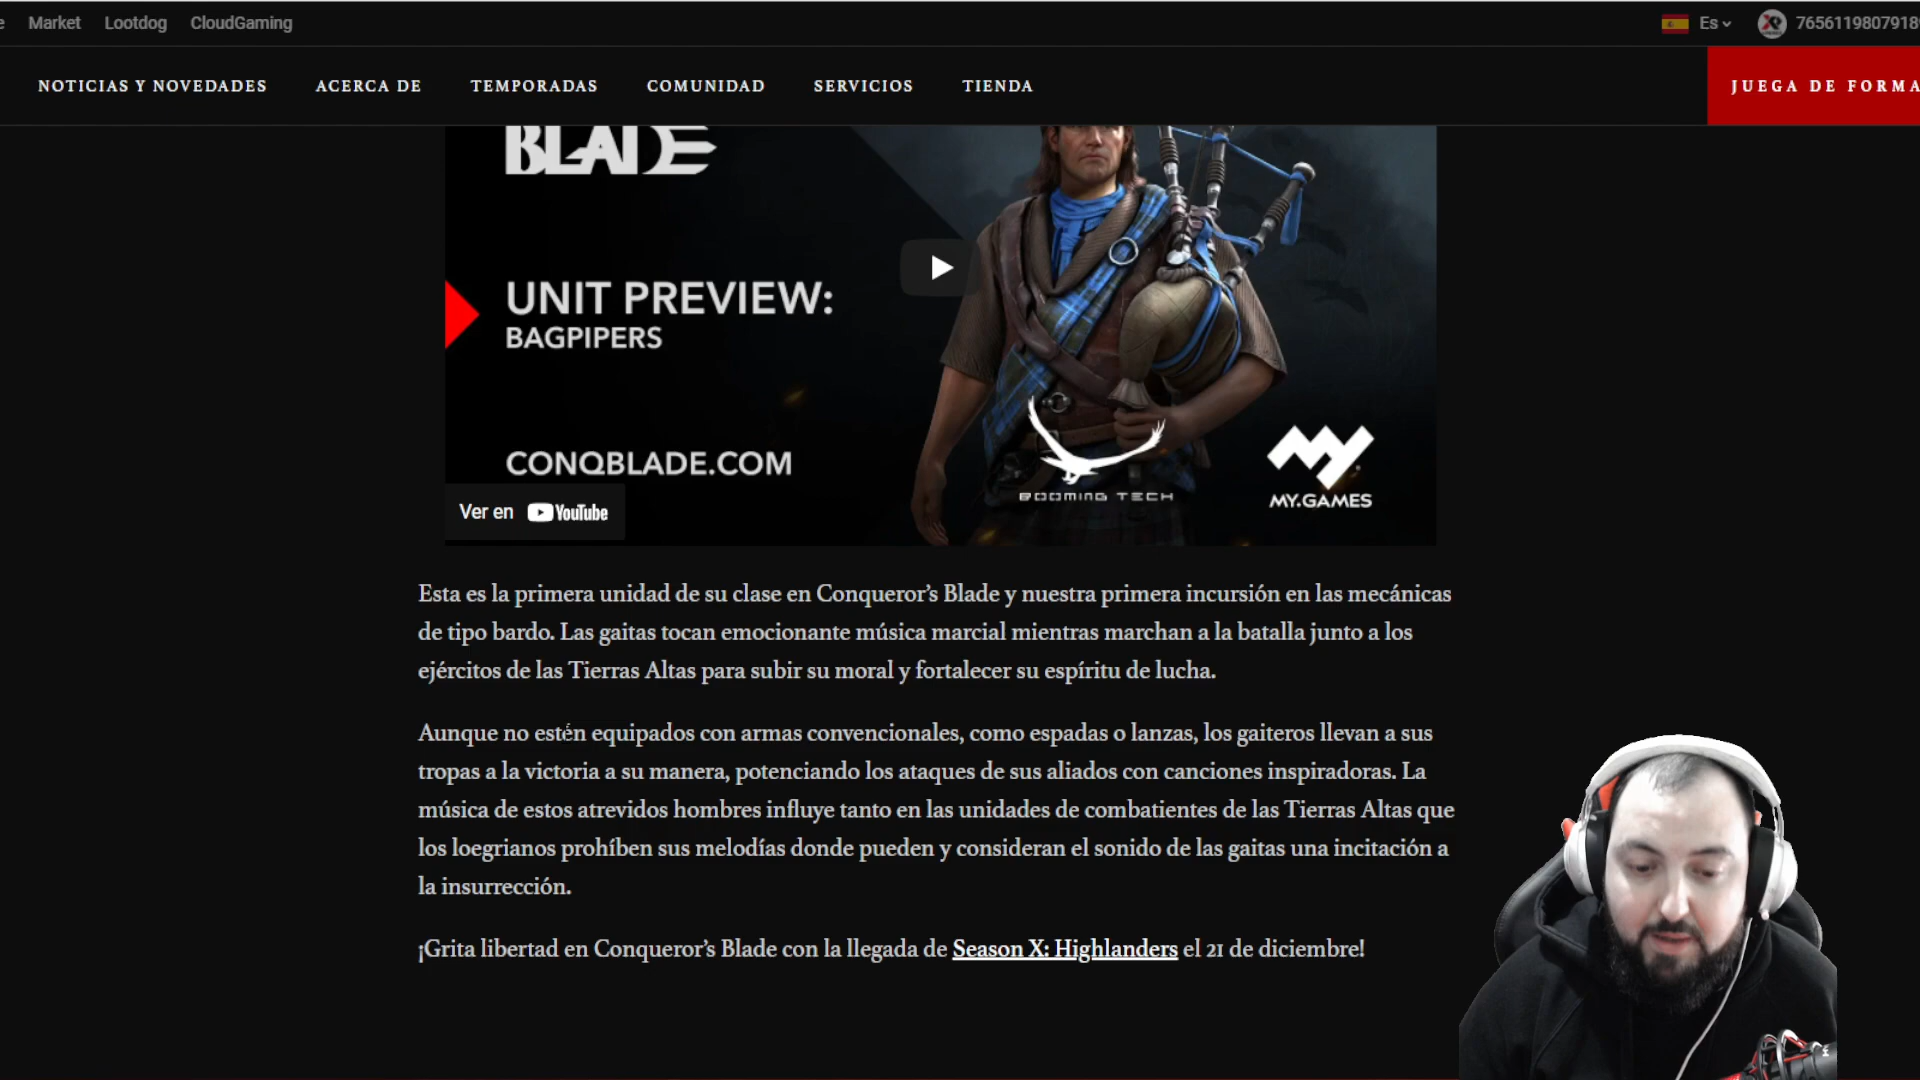 Market Lootdog CloudGaming Es
NOTICIAS Y NOVEDADES ACERCA DE TEMPORADAS COMUNIDAD SERVICIOS TIENDA JUEGA DE FORMA
BLADE
UNIT PREVIEW:
BAGPIPERS
CONQBLADE.COM
BOOMING TECH
MY.GAMES
Ver en YouTube
Esta es la primera unidad de su clase en Conqueror's Blade y nuestra primera incursión en las mecánicas
de tipo bardo. Las gaitas tocan emocionante música marcial mientras marchan a la batalla junto a los
ejércitos de las Tierras Altas para subir su moral y fortalecer su espíritu de lucha.
Aunque no estén equipados con armas convencionales, como espadas o lanzas, los gaiteros llevan a sus
tropas a la victoria a su manera, potenciando los ataques de sus aliados con canciones inspiradoras. La
música de estos atrevidos hombres influye tanto en las unidades de combatientes de las Tierras Altas que
los loegrianos prohíben sus melodías donde pueden y consideran el sonido de las gaitas una incitación a
la insurrección.
¡Grita libertad en Conqueror's Blade con la llegada de Season X: Highlanders el 21 de diciembre!